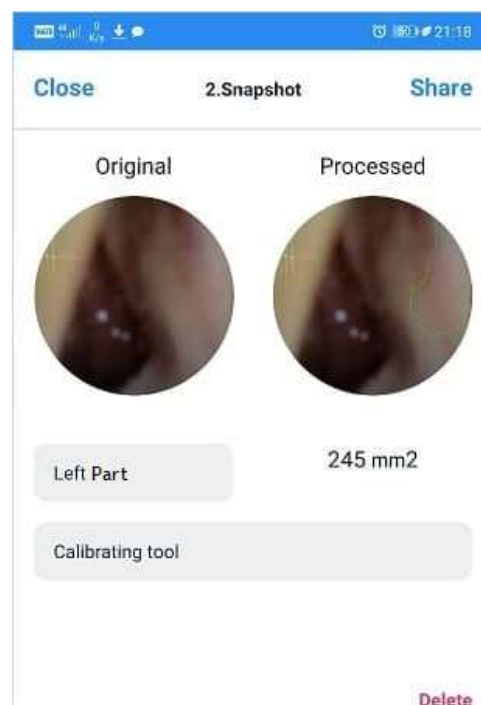 21:18
Close 2.Snapshot Share
Original Processed
Left Part 245 mm2
Calibrating tool
Delete